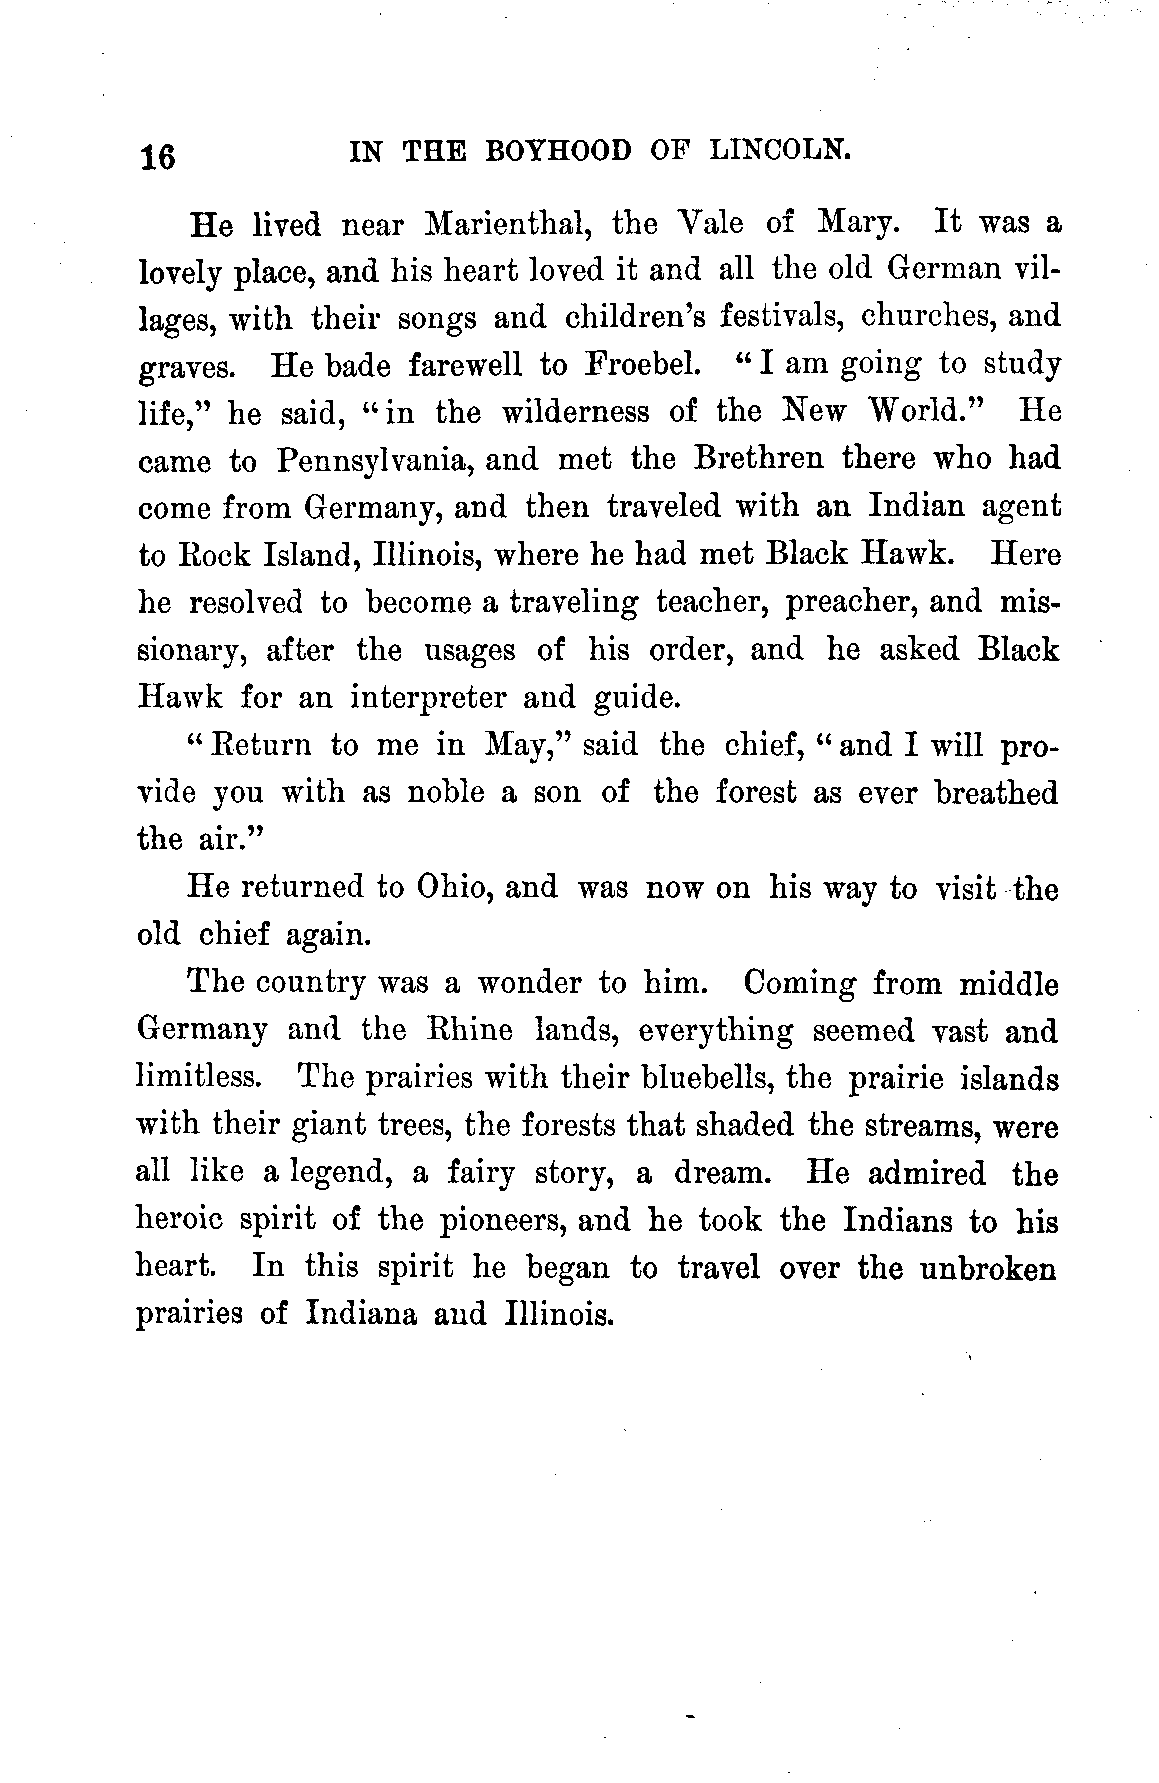 16 IN THE BOYHOOD OF LINCOLN.
He lived near Marienthal, the Vale of Mary. It was a
lovely place, and his heart loved it and all the old German vil-
lages, with their songs and children's festivals, churches, and
graves. He bade farewell to Froebel. "I am going to study
life," he said, "in the wilderness of the New World." He
came to Pennsylvania, and met the Brethren there who had
come from Germany, and then traveled with an Indian agent
to Rock Island, Illinois, where he had met Black Hawk. Here
he resolved to become a traveling teacher, preacher, and mis-
sionary, after the usages of his order, and he asked Black
Hawk for an interpreter and guide.
"Return to me in May," said the chief, "and I will pro-
vide you with as noble a son of the forest as ever breathed
the air."
He returned to Ohio, and was now on his way to visit the
old chief again.
The country was a wonder to him. Coming from middle
Germany and the Rhine lands, everything seemed vast and
limitless. The prairies with their bluebells, the prairie islands
with their giant trees, the forests that shaded the streams, were
all like a legend, a fairy story, a dream. He admired the
heroic spirit of the pioneers, and he took the Indians to his
heart. In this spirit he began to travel over the unbroken
prairies of Indiana and Illinois.